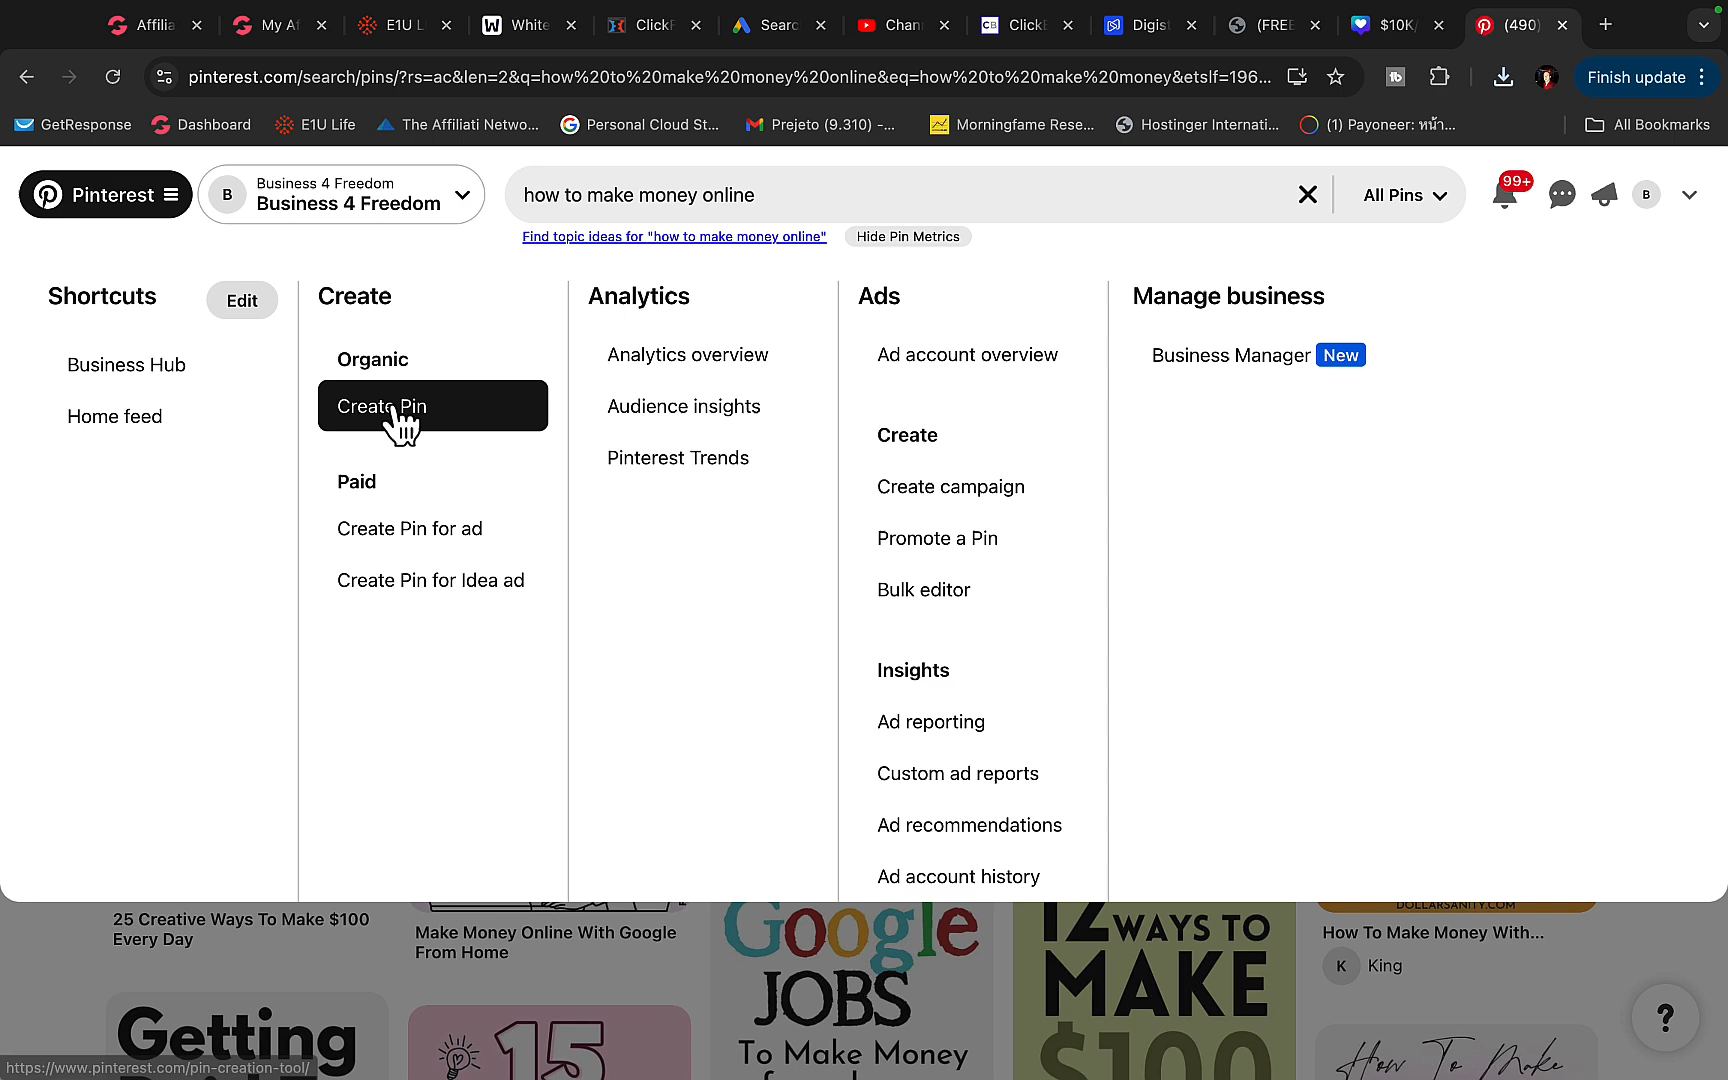 Affilia
My Af
E1U L
White
ClickF
Searc
Chan
ClickB
Digist
(FREE
$10K/
(490)
pinterest.com/search/pins/?rs=ac&len=2&q=how%20to%20make%20money%20online&eq=how%20to%20make%20money&etslf=196...
Finish update
GetResponse
Dashboard
E1U Life
The Affiliati Netwo...
Personal Cloud St...
Prejeto (9.310) -...
Morningfame Rese...
Hostinger Internati...
(1) Payoneer: หน้า...
All Bookmarks
Pinterest
B
Business 4 Freedom
Business 4 Freedom
how to make money online
All Pins
99+
B
Find topic ideas for "how to make money online"
Hide Pin Metrics
Shortcuts
Edit
Business Hub
Home feed
Create
Organic
Create Pin
Paid
Create Pin for ad
Create Pin for Idea ad
Analytics
Analytics overview
Audience insights
Pinterest Trends
Ads
Ad account overview
Create
Create campaign
Promote a Pin
Bulk editor
Insights
Ad reporting
Custom ad reports
Ad recommendations
Ad account history
Manage business
Business Manager New
25 Creative Ways To Make $100
Every Day
Getting
Make Money Online With Google
From Home
15
Google
JOBS
To Make Money
12 WAYS TO
MAKE
$100
DOLLARSANITY.COM
How To Make Money With...
K
King
How To Make
?
https://www.pinterest.com/pin-creation-tool/